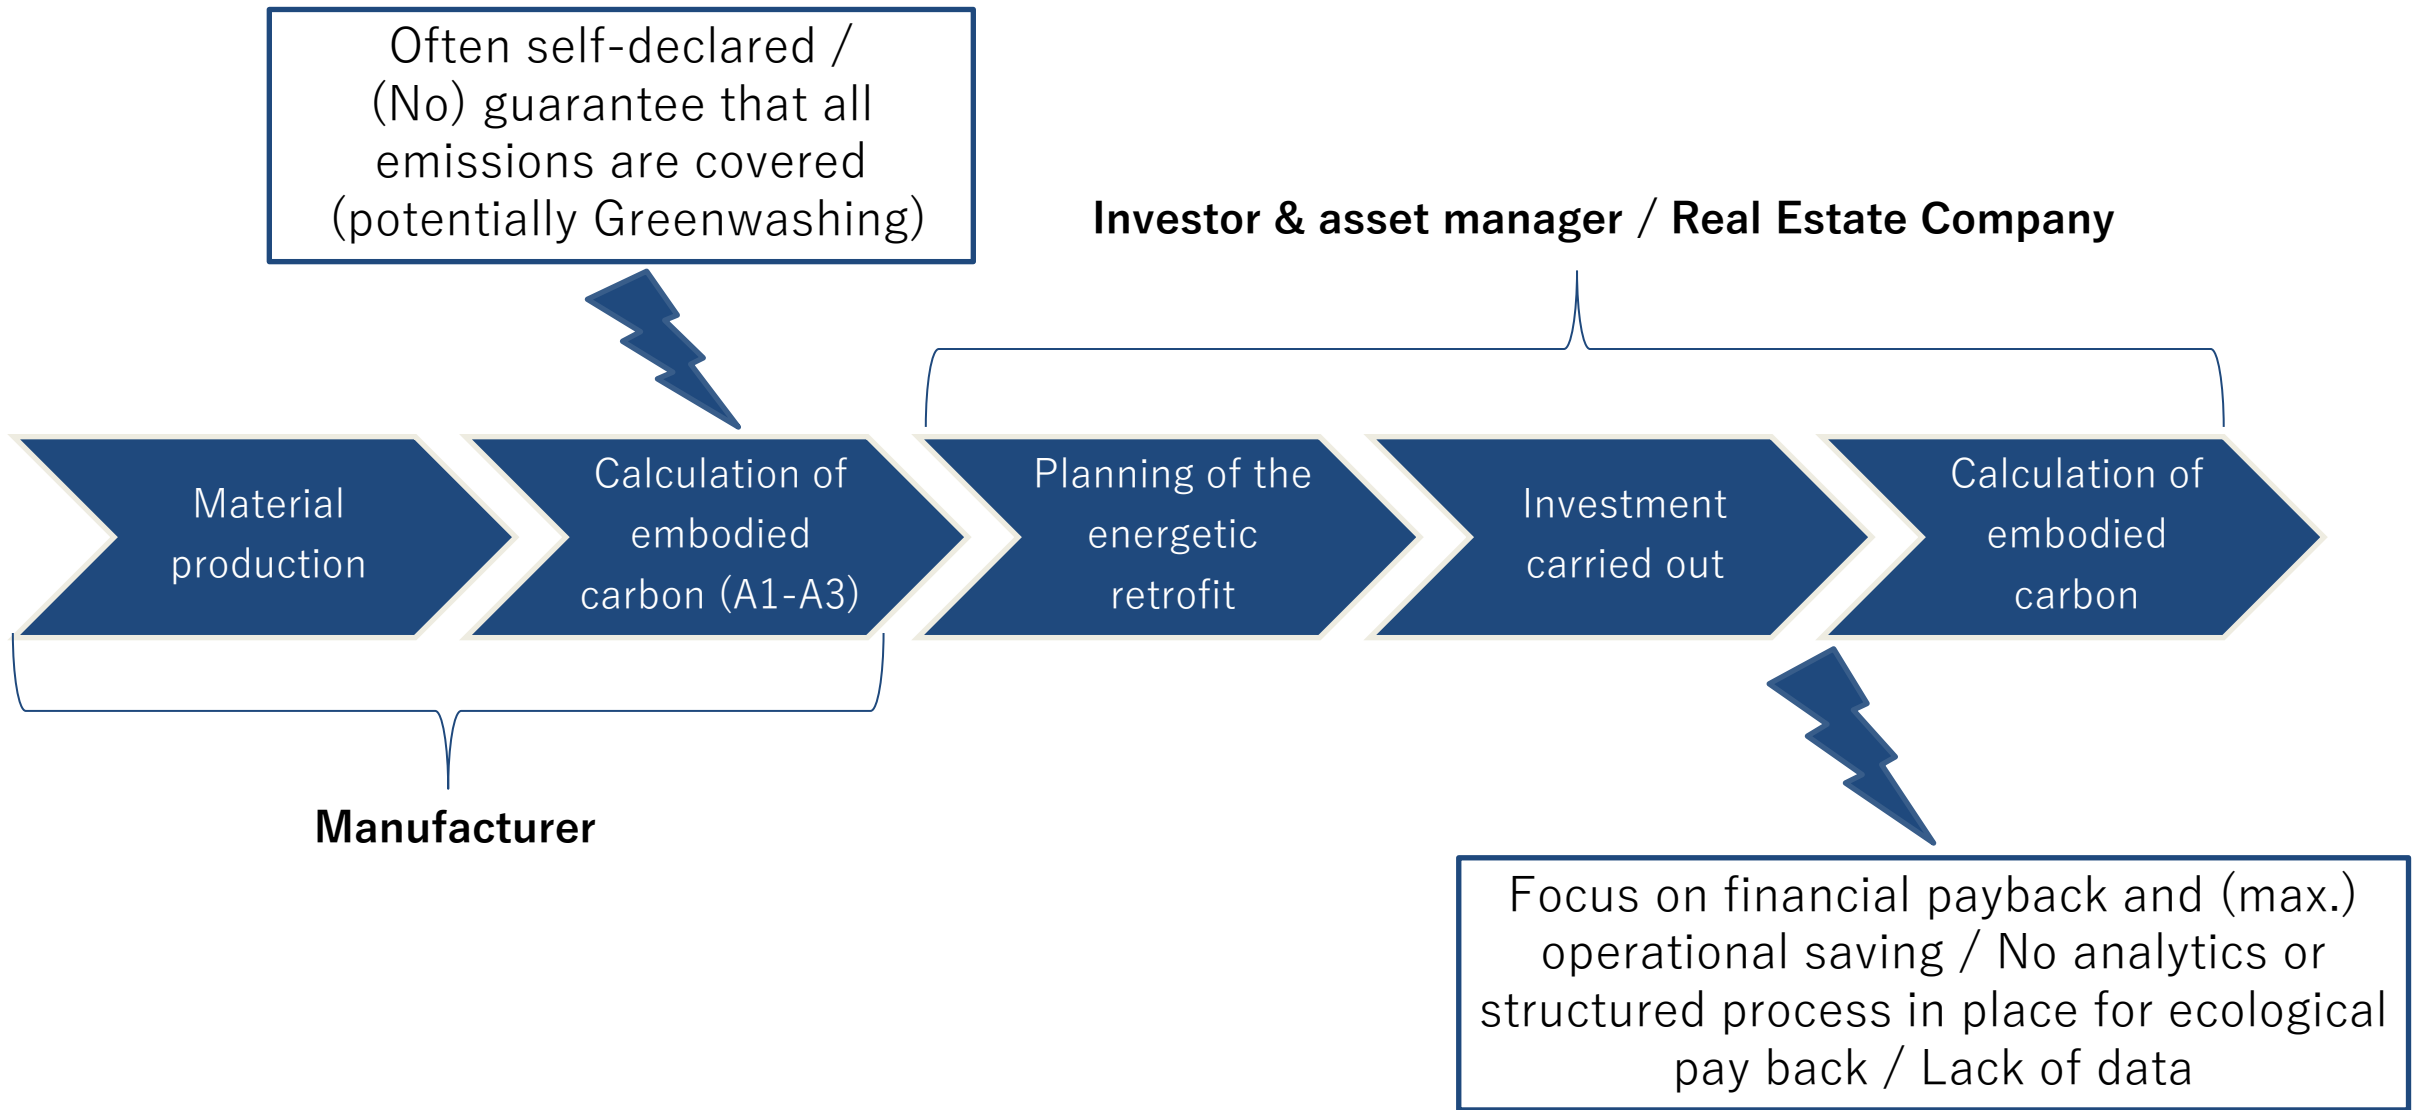 Often self-declared /
(No) guarantee that all
emissions are covered
(potentially Greenwashing)
Investor & asset manager / Real Estate Company
Material
production
Calculation of
embodied
carbon (A1-A3)
Planning of the
energetic
retrofit
Investment
carried out
Calculation of
embodied
carbon
Manufacturer
Focus on financial payback and (max.)
operational saving / No analytics or
structured process in place for ecological
pay back / Lack of data